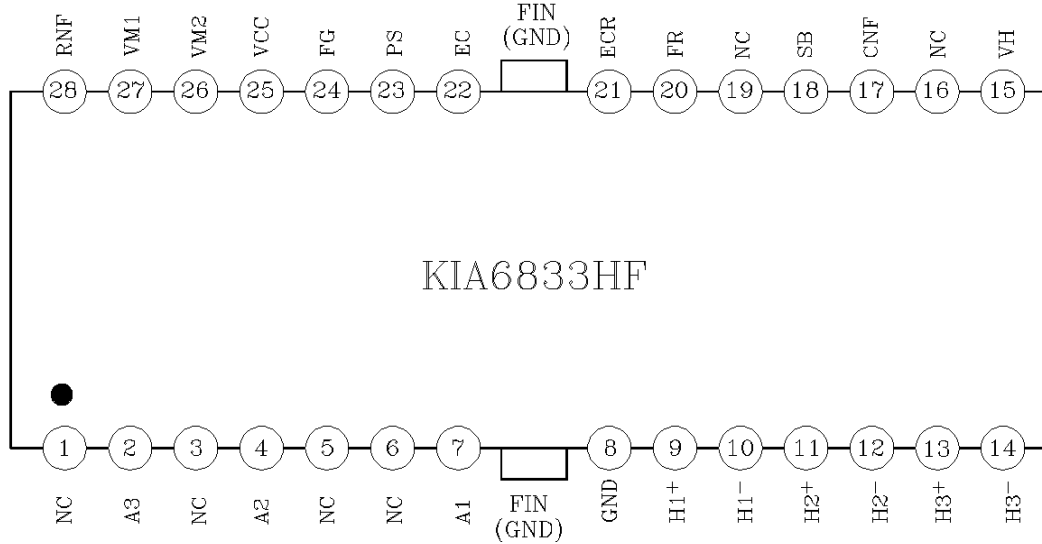 RNF VM1 VM2 VCC FG PS EC FIN (GND) ECR FR NC SB CNF NC VH
28 27 26 25 24 23 22 21 20 19 18 17 16 15
KIA6833HF
1 2 3 4 5 6 7 8 9 10 11 12 13 14
NC A3 NC A2 NC NC A1 FIN (GND) GND H1+ H1- H2+ H2- H3+ H3-